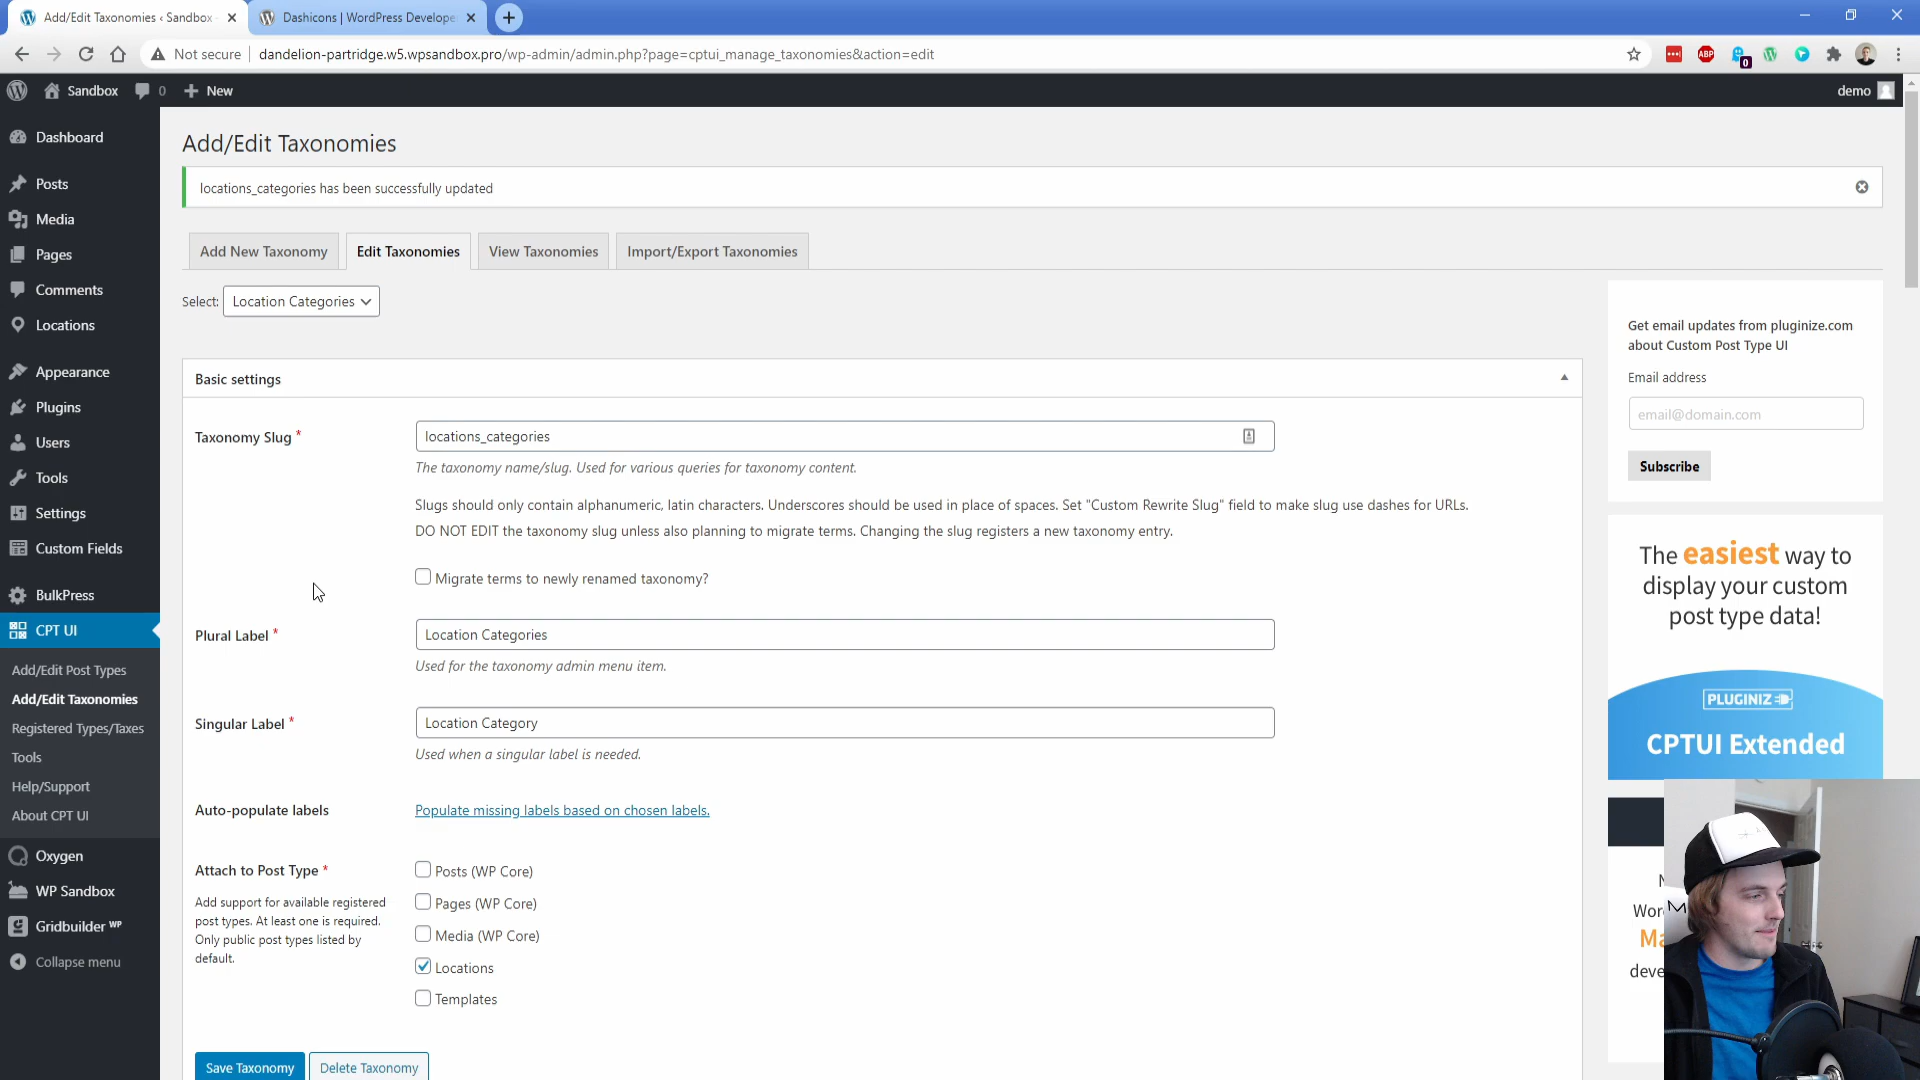 Add/Edit Taxonomies ‹ Sandbox
Dashicons | WordPress Develope
Not secure
dandelion-partridge.w5.wpsandbox.pro/wp-admin/admin.php?page=cptui_manage_taxonomies&action=edit
ABP
0
Sandbox
0
New
demo
Dashboard
Posts
Media
Pages
Comments
Locations
Appearance
Plugins
Users
Tools
Settings
Custom Fields
BulkPress
CPT UI
Add/Edit Post Types
Add/Edit Taxonomies
Registered Types/Taxes
Tools
Help/Support
About CPT UI
Oxygen
WP Sandbox
Gridbuilder WP
Collapse menu
Add/Edit Taxonomies
locations_categories has been successfully updated
Add New Taxonomy
Edit Taxonomies
View Taxonomies
Import/Export Taxonomies
Select: Location Categories
Basic settings
Taxonomy Slug *
locations_categories
The taxonomy name/slug. Used for various queries for taxonomy content.
Slugs should only contain alphanumeric, latin characters. Underscores should be used in place of spaces. Set "Custom Rewrite Slug" field to make slug use dashes for URLs.
DO NOT EDIT the taxonomy slug unless also planning to migrate terms. Changing the slug registers a new taxonomy entry.
Migrate terms to newly renamed taxonomy?
Plural Label *
Location Categories
Used for the taxonomy admin menu item.
Singular Label *
Location Category
Used when a singular label is needed.
Auto-populate labels
Populate missing labels based on chosen labels.
Attach to Post Type *
Add support for available registered
post types. At least one is required.
Only public post types listed by
default.
Posts (WP Core)
Pages (WP Core)
Media (WP Core)
Locations
Templates
Save Taxonomy
Delete Taxonomy
Get email updates from pluginize.com
about Custom Post Type UI
Email address
email@domain.com
Subscribe
The easiest way to
display your custom
post type data!
PLUGINIZ
CPTUI Extended